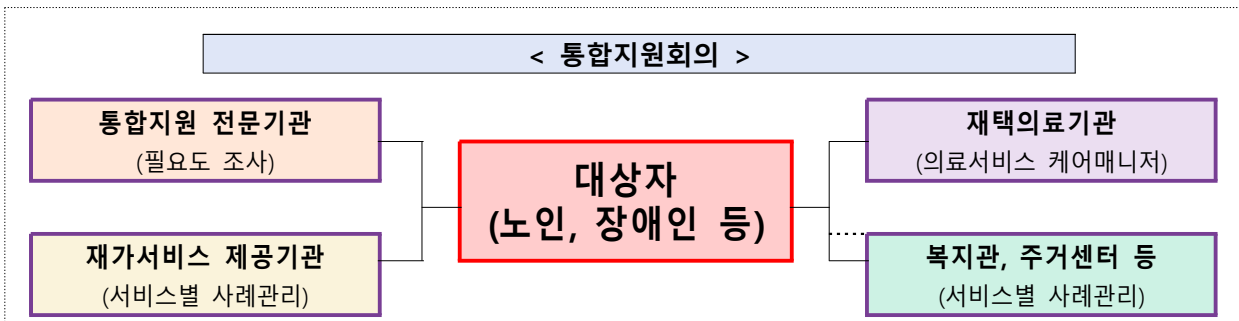 < 통합지원회의 >
통합지원 전문기관
(필요도 조사)
재택의료기관
(의료서비스 케어매니저)
대상자
(노인, 장애인 등)
재가서비스 제공기관
(서비스별 사례관리)
복지관, 주거센터 등
(서비스별 사례관리)